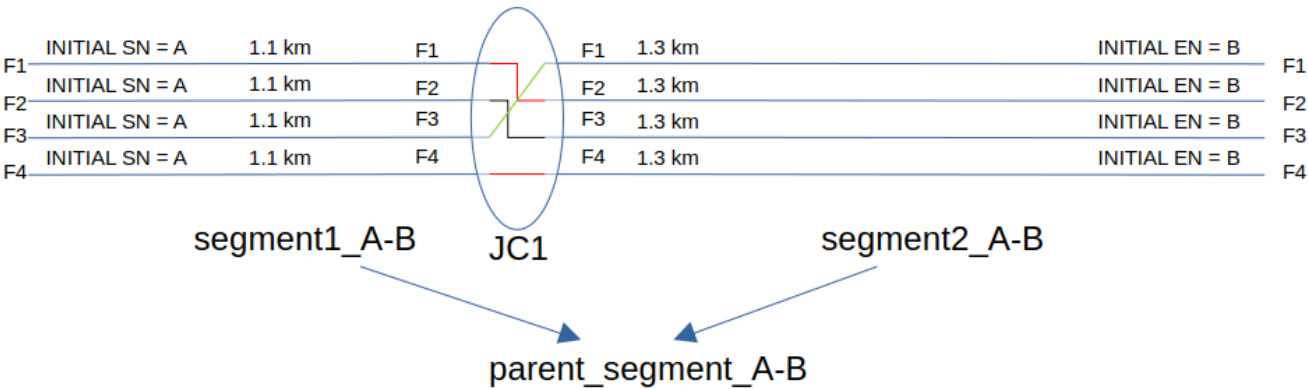 INITIAL SN = A 1.1 km F1 F1 1.3 km INITIAL EN = B
F1 F1
INITIAL SN = A 1.1 km F2 F2 1.3 km INITIAL EN = B
F2 F2
INITIAL SN = A 1.1 km F3 F3 1.3 km INITIAL EN = B
F3 F3
INITIAL SN = A 1.1 km F4 F4 1.3 km INITIAL EN = B
F4 F4
segment1_A-B JC1 segment2_A-B
parent_segment_A-B